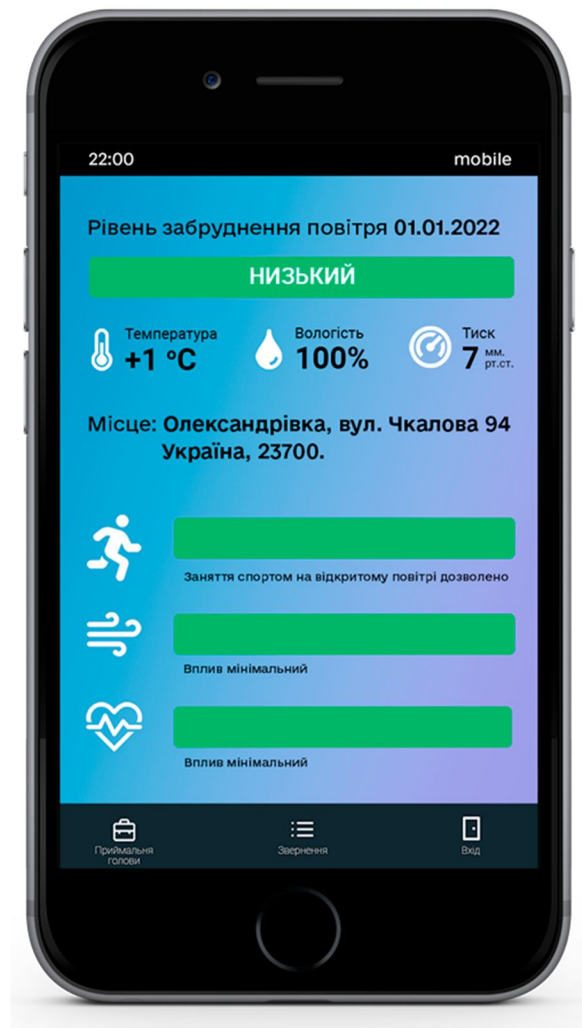 22:00 mobile
Рівень забруднення повітря 01.01.2022
НИЗЬКИЙ
Температура
+1 °C
Вологість
100%
Тиск
7 мм. рт.ст.
Місце: Олександрівка, вул. Чкалова 94
Україна, 23700.
Заняття спортом на відкритому повітрі дозволено
Вплив мінімальний
Вплив мінімальний
Приймальня
голови
Звернення
Вхід